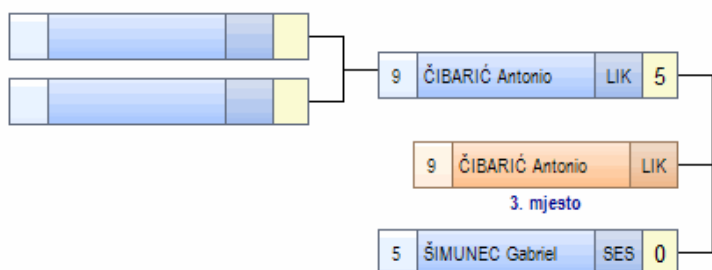 9 ČIBARIĆ Antonio LIK 5
9 ČIBARIĆ Antonio LIK
3. mjesto
5 ŠIMUNEC Gabriel SES 0